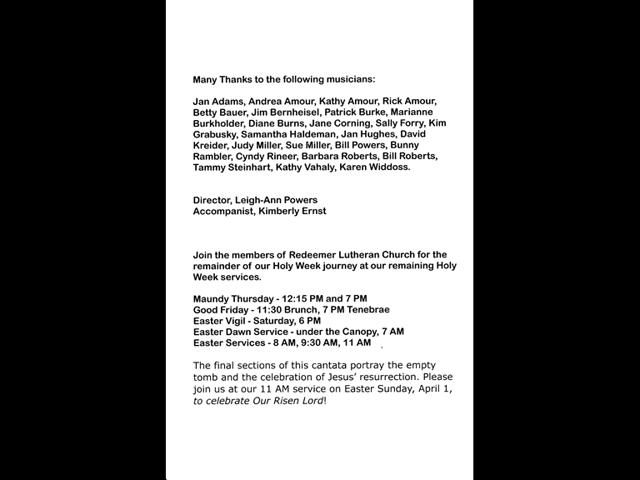 Many Thanks to the following musicians:
Jan Adams, Andrea Amour, Kathy Amour, Rick Amour,
Betty Bauer, Jim Bernheisel, Patrick Burke, Marianne
Burkholder, Diane Burns, Jane Corning, Sally Forry, Kim
Grabusky, Samantha Haldeman, Jan Hughes, David
Kreider, Judy Miller, Sue Miller, Bill Powers, Bunny
Rambler, Cyndy Rineer, Barbara Roberts, Bill Roberts,
Tammy Steinhart, Kathy Vahaly, Karen Widdoss.
Director, Leigh-Ann Powers
Accompanist, Kimberly Ernst
Join the members of Redeemer Lutheran Church for the
remainder of our Holy Week journey at our remaining Holy
Week services.
Maundy Thursday - 12:15 PM and 7 PM
Good Friday - 11:30 Brunch, 7 PM Tenebrae
Easter Vigil - Saturday, 6 PM
Easter Dawn Service - under the Canopy, 7 AM
Easter Services - 8 AM, 9:30 AM, 11 AM
The final sections of this cantata portray the empty
tomb and the celebration of Jesus' resurrection. Please
join us at our 11 AM service on Easter Sunday, April 1,
to celebrate Our Risen Lord!